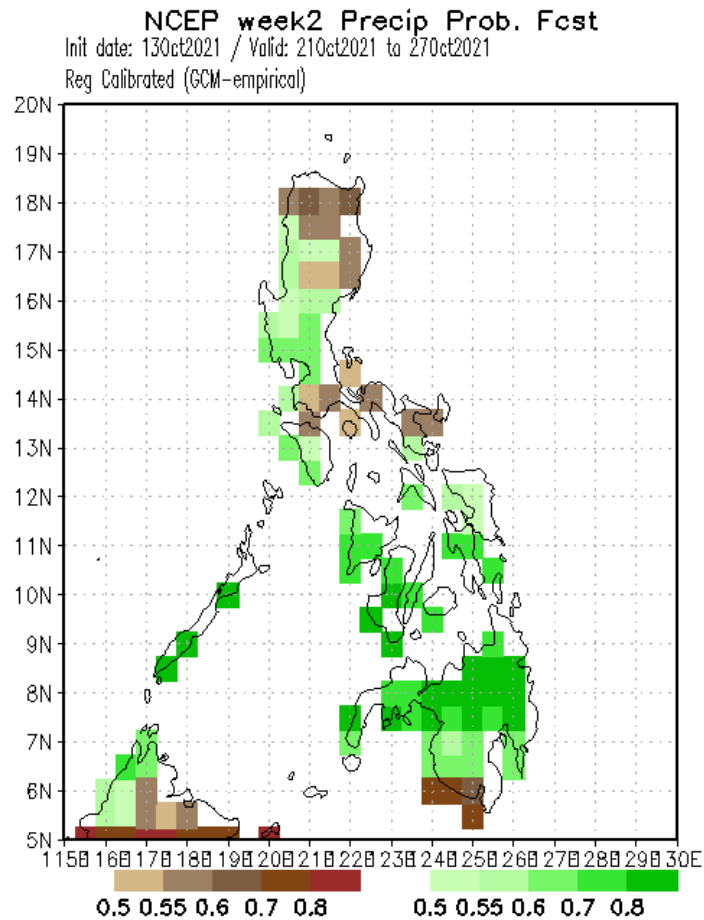 NCEP week2 Precip Prob. Fcst
Init date: 13Oct2021 / Valid: 21Oct2021 to 27Oct2021
Reg Calibrated (GCM-empirical)
20N
19N
18N
17N
16N
15N
14N
13N
12N
11N
10N
9N
8N
7N
6N
5N
130E
0.5 0.55 0.6 0.7 0.8 0.5 0.55 0.6 0.7 0.8